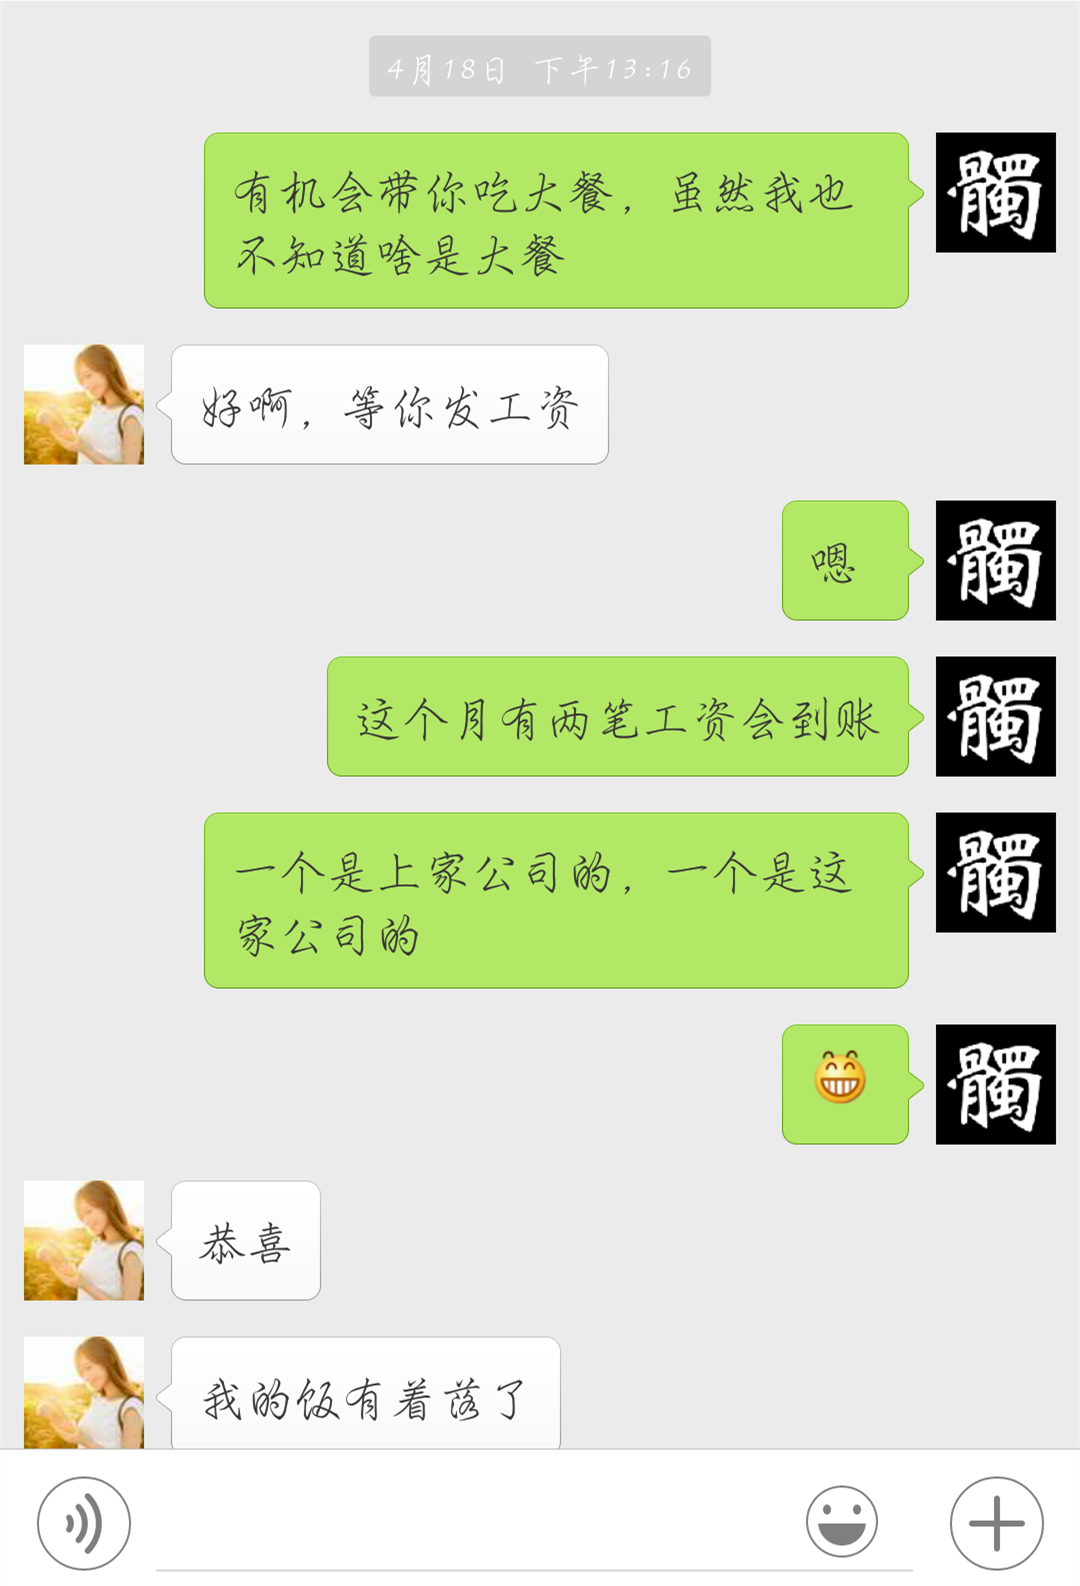 4月18日 下午13:16
有机会带你吃大餐，虽然我也
不知道啥是大餐
髑
好啊，等你发工资
嗯
髑
这个月有两笔工资会到账
髑
一个是上家公司的，一个是这
家公司的
髑
髑
恭喜
我的饭有着落了